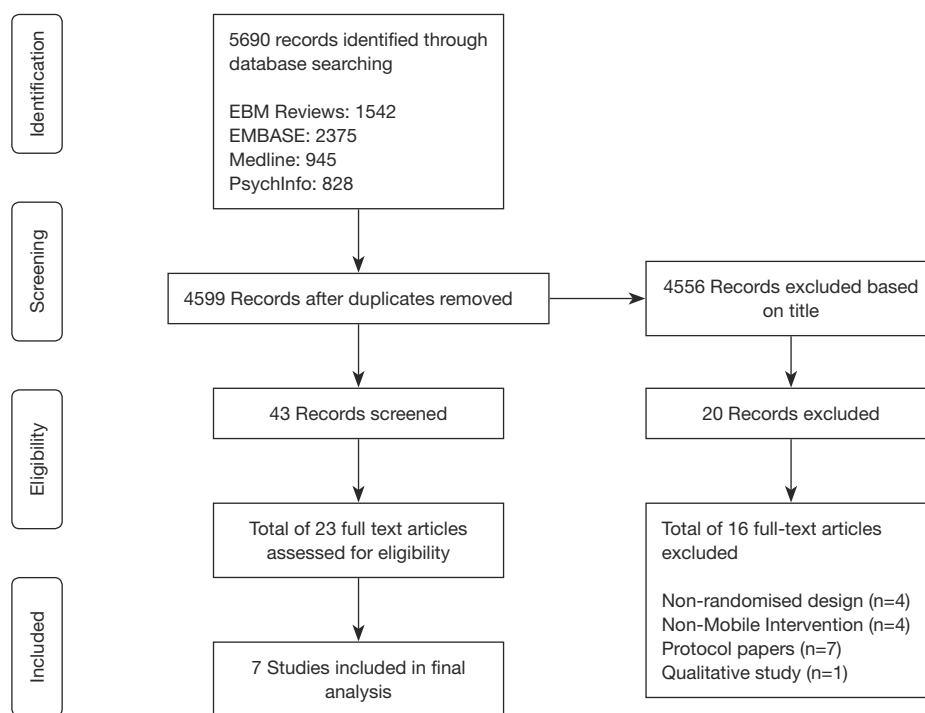 Identification
5690 records identified through
database searching
EBM Reviews: 1542
EMBASE: 2375
Medline: 945
PsychInfo: 828
Screening
4599 Records after duplicates removed
4556 Records excluded based
on title
Eligibility
43 Records screened
20 Records excluded
Total of 23 full text articles
assessed for eligibility
Total of 16 full-text articles
excluded
Non-randomised design (n=4)
Non-Mobile Intervention (n=4)
Protocol papers (n=7)
Qualitative study (n=1)
Included
7 Studies included in final
analysis